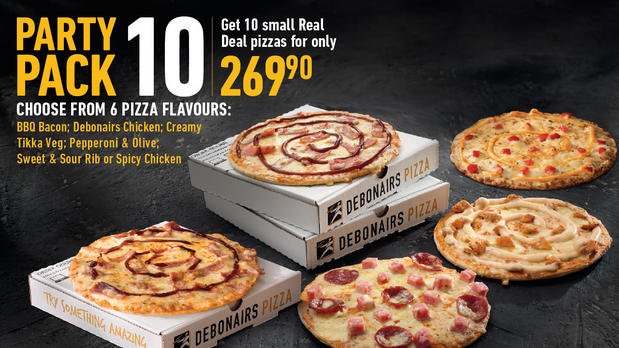 PARTY
PACK
10
Get 10 small Real
Deal pizzas for only
269⁹⁰
CHOOSE FROM 6 PIZZA FLAVOURS:
BBQ Bacon; Debonairs Chicken; Creamy
Tikka Veg; Pepperoni & Olive;
Sweet & Sour Rib or Spicy Chicken
DEBONAIRS PIZZA
DEBONAIRS PIZZA
TRY SOMETHING AMAZING
DEBONAIRS PIZZA